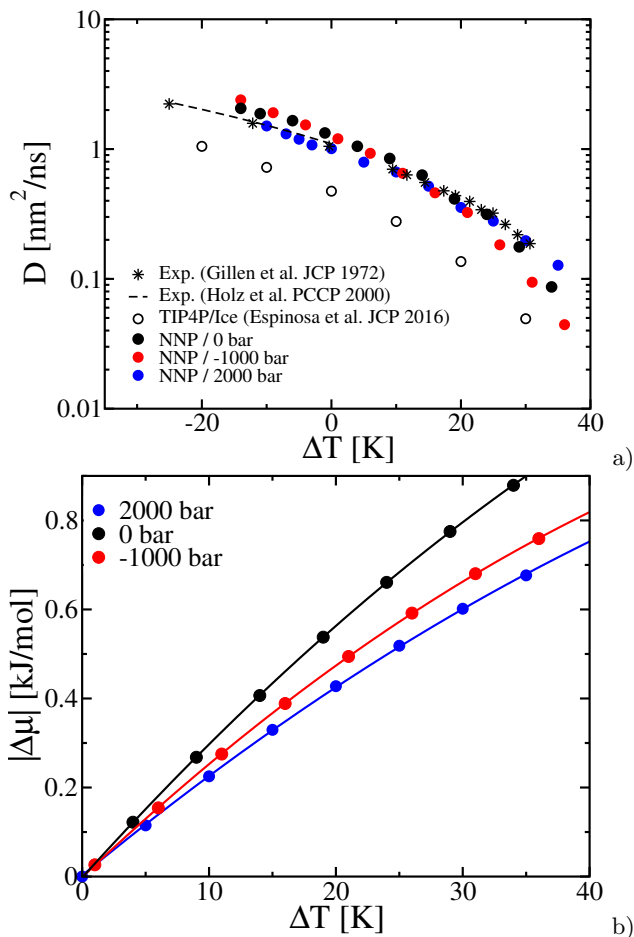 10
1
0.1
0.01
D [nm²/ns]
Exp. (Gillen et al. JCP 1972)
Exp. (Holz et al. PCCP 2000)
TIP4P/Ice (Espinosa et al. JCP 2016)
NNP / 0 bar
NNP / -1000 bar
NNP / 2000 bar
-20 0 20 40
ΔT [K]
a)
2000 bar
0 bar
-1000 bar
0.8
0.6
0.4
0.2
0
|Δμ| [kJ/mol]
0 10 20 30 40
ΔT [K]
b)